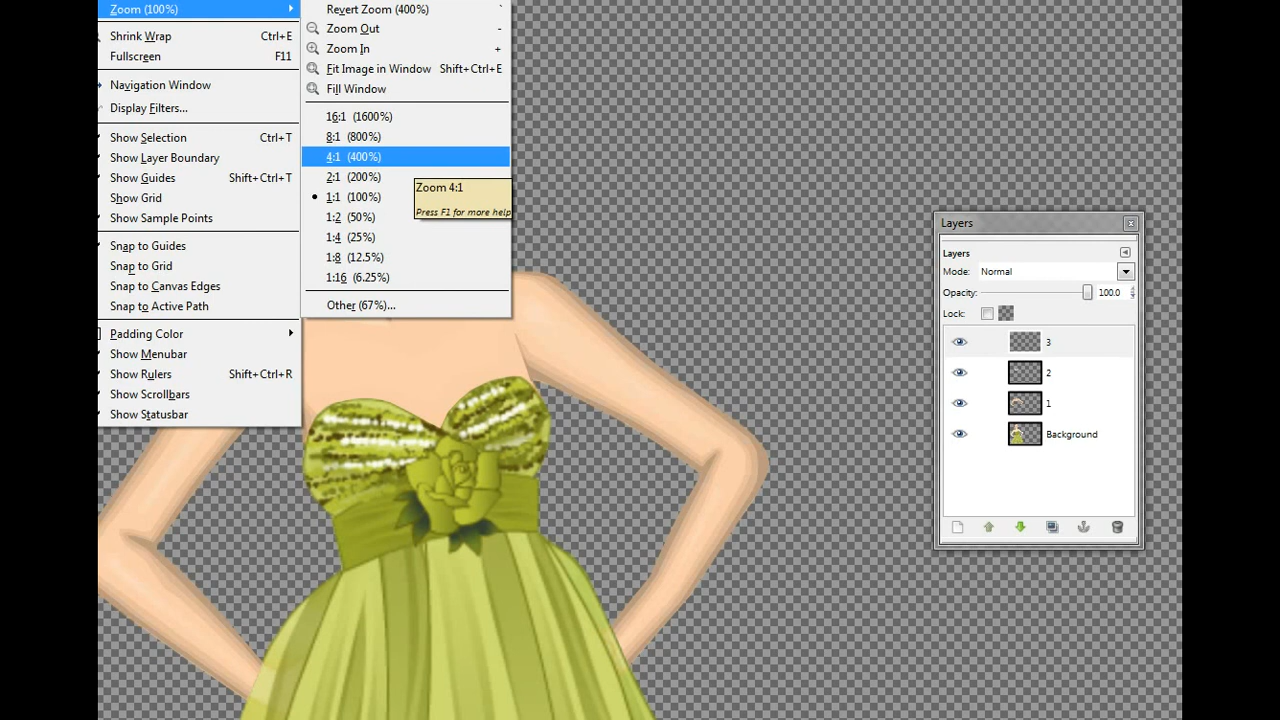 Zoom (100%)
Shrink Wrap Ctrl+E
Fullscreen F11
Navigation Window
Display Filters...
Show Selection Ctrl+T
Show Layer Boundary
Show Guides Shift+Ctrl+T
Show Grid
Show Sample Points
Snap to Guides
Snap to Grid
Snap to Canvas Edges
Snap to Active Path
Padding Color
Show Menubar
Show Rulers Shift+Ctrl+R
Show Scrollbars
Show Statusbar
Revert Zoom (400%) `
Zoom Out -
Zoom In +
Fit Image in Window Shift+Ctrl+E
Fill Window
16:1 (1600%)
8:1 (800%)
4:1 (400%)
2:1 (200%)
1:1 (100%)
1:2 (50%)
1:4 (25%)
1:8 (12.5%)
1:16 (6.25%)
Other (67%)...
Zoom 4:1
Press F1 for more help
Layers
Layers
Mode: Normal
Opacity: 100.0
Lock:
3
2
1
Background